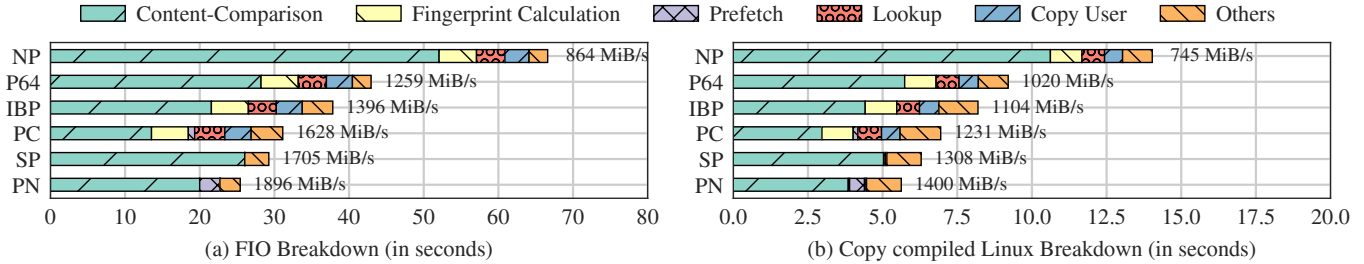 Content-Comparison Fingerprint Calculation Prefetch Lookup Copy User Others
NP 864 MiB/s
P64 1259 MiB/s
IBP 1396 MiB/s
PC 1628 MiB/s
SP 1705 MiB/s
PN 1896 MiB/s
0 10 20 30 40 50 60 70 80
(a) FIO Breakdown (in seconds)
NP 745 MiB/s
P64 1020 MiB/s
IBP 1104 MiB/s
PC 1231 MiB/s
SP 1308 MiB/s
PN 1400 MiB/s
0.0 2.5 5.0 7.5 10.0 12.5 15.0 17.5 20.0
(b) Copy compiled Linux Breakdown (in seconds)